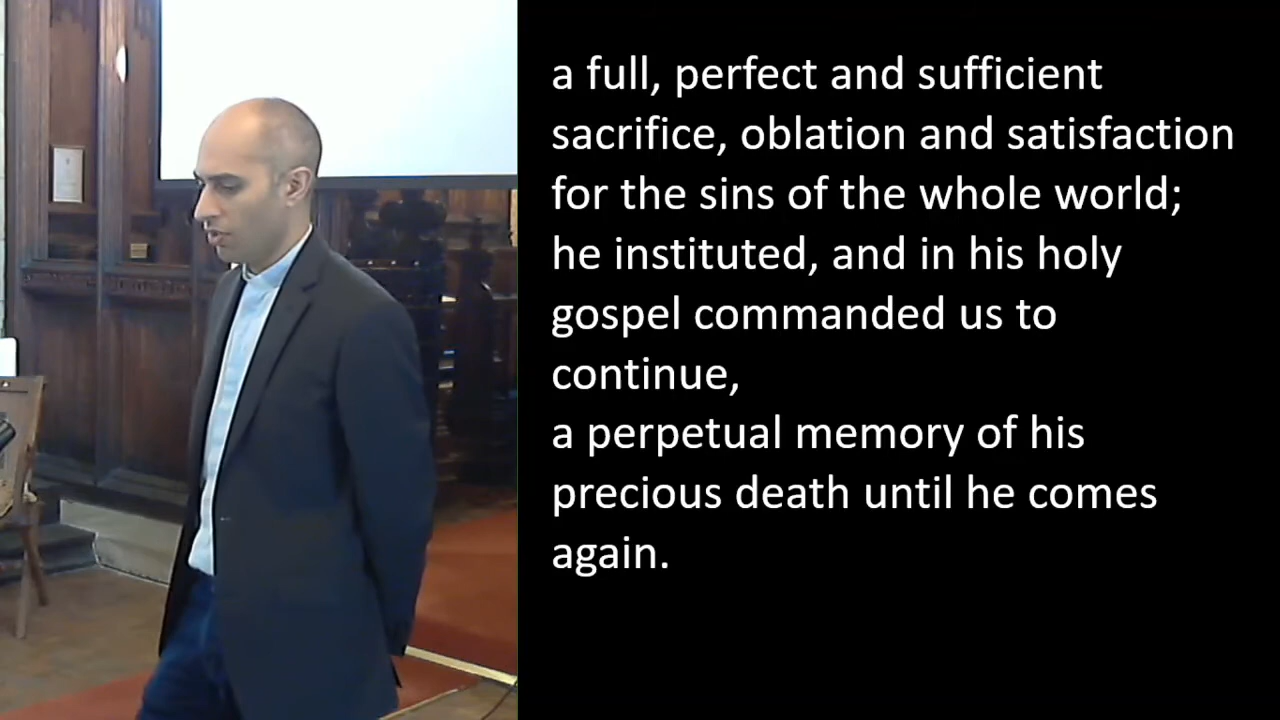 a full, perfect and sufficient
sacrifice, oblation and satisfaction
for the sins of the whole world;
he instituted, and in his holy
gospel commanded us to
continue,
a perpetual memory of his
precious death until he comes
again.